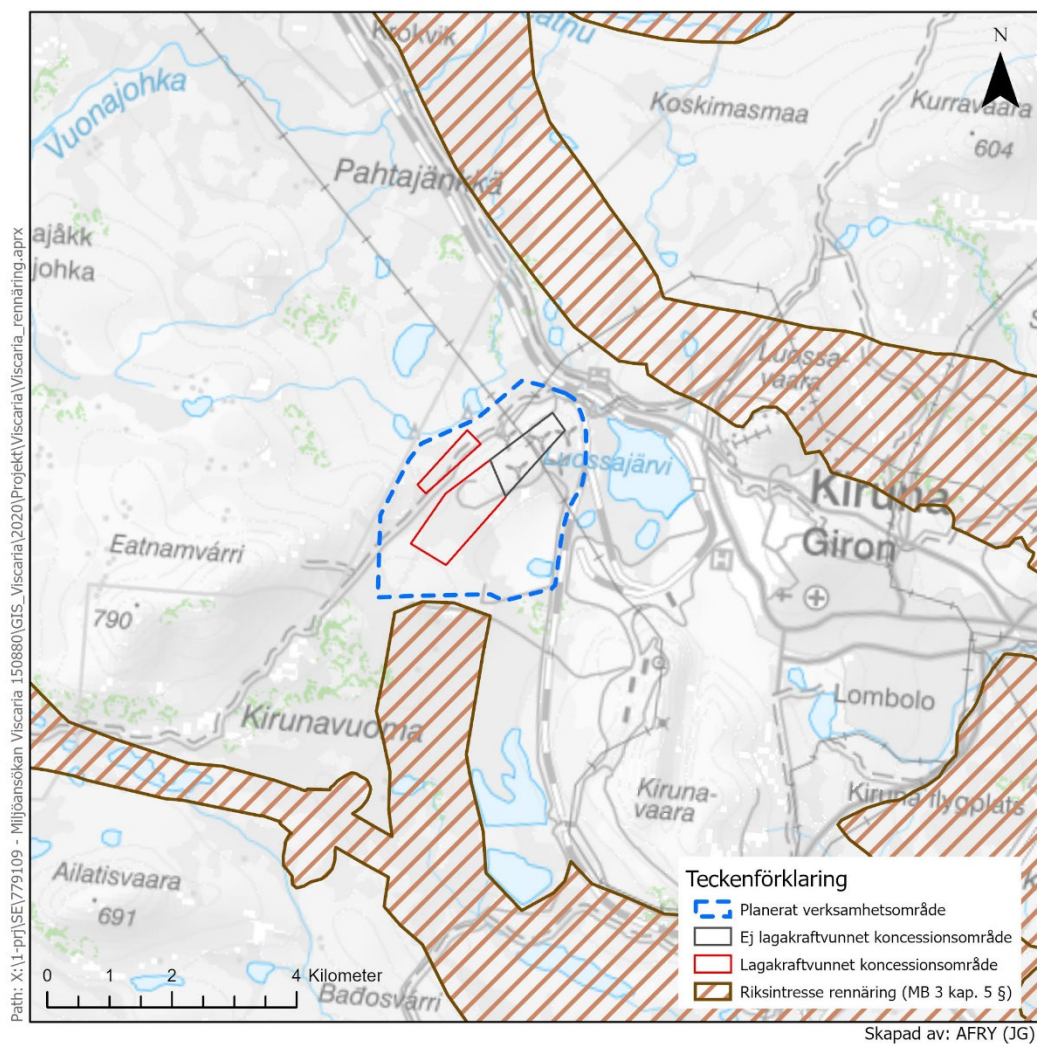 Krokvik
eatnu
N
Vuonajohka
Koskimasmaa
Kurravaara
604
Pahtajänkkä
ajåkk
johka
Luossa-
vaara
Luossajärvi
Kiruna
Giron
Eatnamvárri
790
Lombolo
Kirunavuoma
Kiruna-
vaara
Kiruna flygplats
Ailatisvaara
691
Bađosvárri
0 1 2 4 Kilometer
Teckenförklaring
Planerat verksamhetsområde
Ej lagakraftvunnet koncessionsområde
Lagakraftvunnet koncessionsområde
Riksintresse rennäring (MB 3 kap. 5 §)
Path: X:\1-prj\SE\779109 - Miljöansökan Viscaria 150880\GIS_Viscaria\2020\Projekt\Viscaria\Viscaria_rennäring.aprx
Skapad av: AFRY (JG)